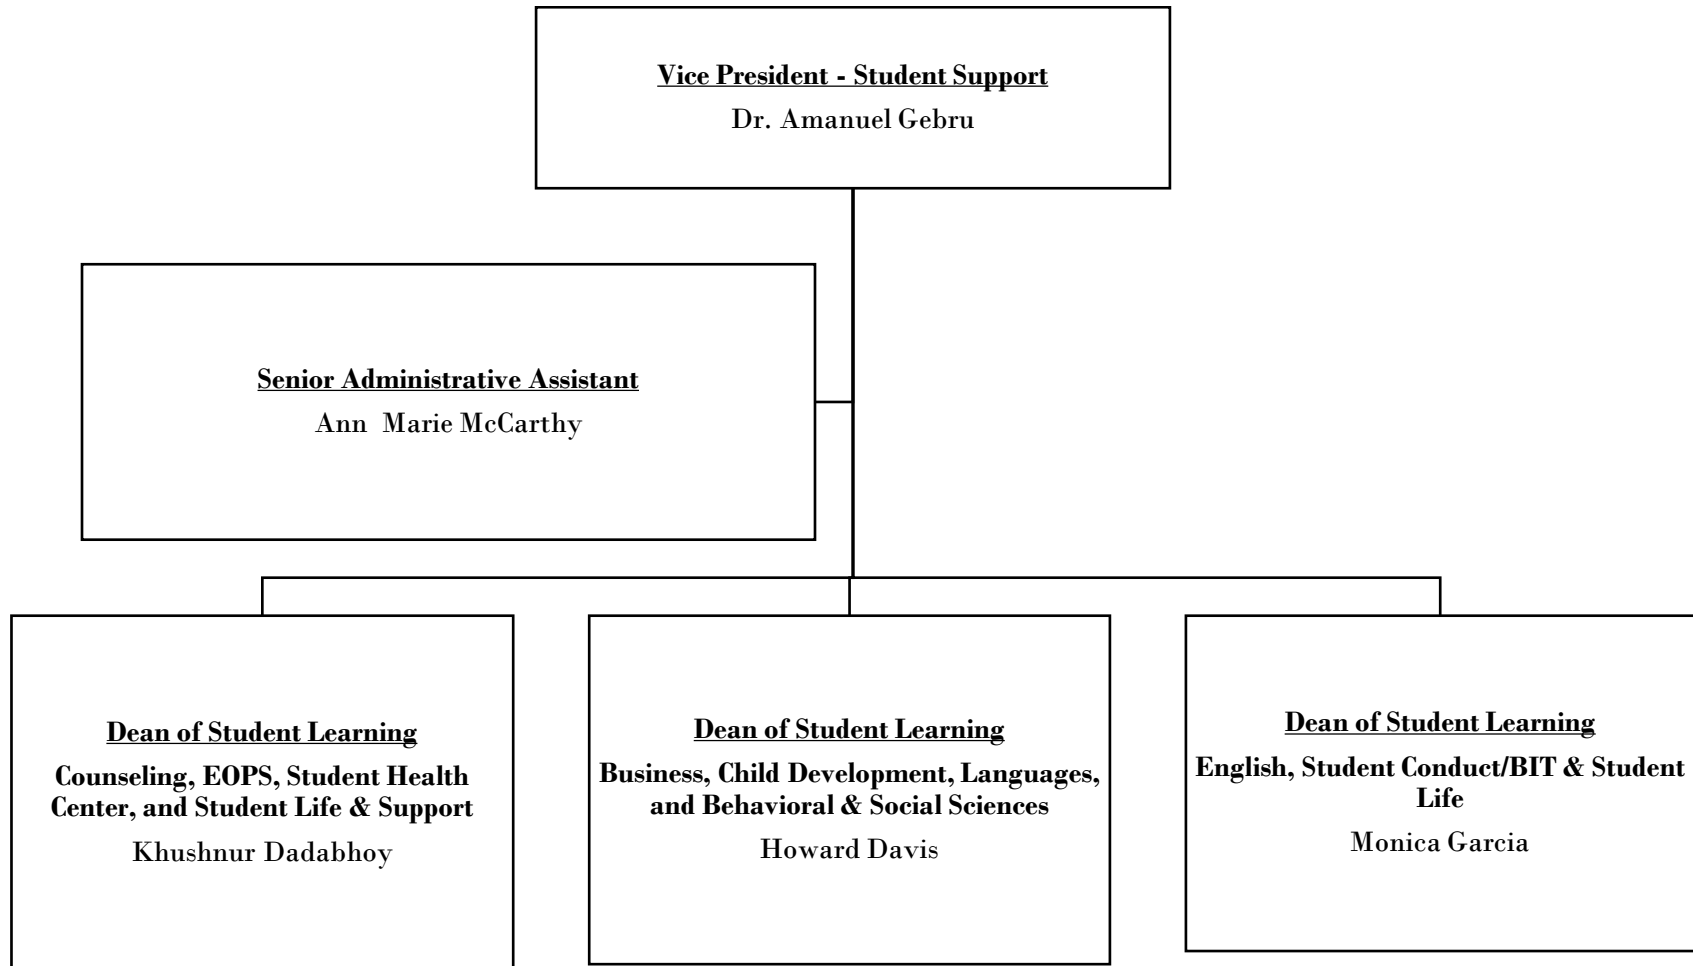 Vice President - Student Support
Dr. Amanuel Gebru
Senior Administrative Assistant
Ann  Marie McCarthy
Dean of Student Learning
Counseling, EOPS, Student Health
Center, and Student Life & Support
Khushnur Dadabhoy
Dean of Student Learning
Business, Child Development, Languages,
and Behavioral & Social Sciences
Howard Davis
Dean of Student Learning
English, Student Conduct/BIT & Student
Life
Monica Garcia